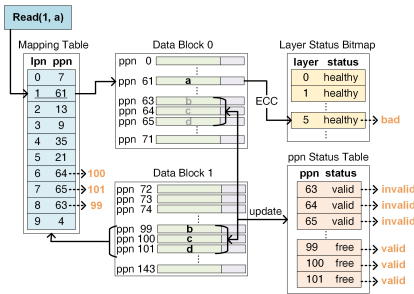 Read(1, a)
Mapping Table
lpn ppn
0 7
1 61
2 13
3 9
4 35
5 21
6 64 100
7 65 101
8 63 99
9 4
Data Block 0
ppn 0
ppn 61 a
ppn 63 b
ppn 64 c
ppn 65 d
ppn 71
Data Block 1
ppn 72
ppn 73
ppn 74
ppn 99 b
ppn 100 c
ppn 101 d
ppn 143
ECC
update
Layer Status Bitmap
layer status
0 healthy
1 healthy
5 healthy bad
ppn Status Table
ppn status
63 valid invalid
64 valid invalid
65 valid invalid
99 free valid
100 free valid
101 free valid